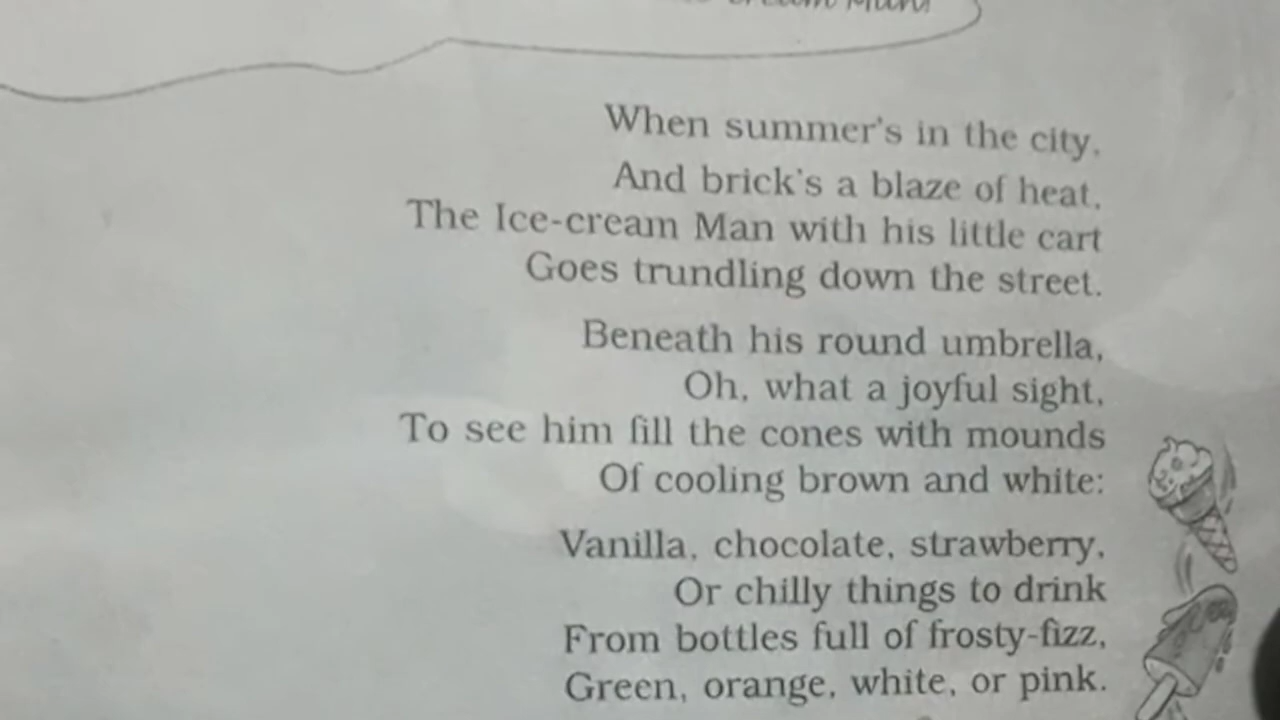 Man!
When summer's in the city,
And brick's a blaze of heat,
The Ice-cream Man with his little cart
Goes trundling down the street.
Beneath his round umbrella,
Oh, what a joyful sight,
To see him fill the cones with mounds
Of cooling brown and white:
Vanilla, chocolate, strawberry,
Or chilly things to drink
From bottles full of frosty-fizz,
Green, orange, white, or pink.